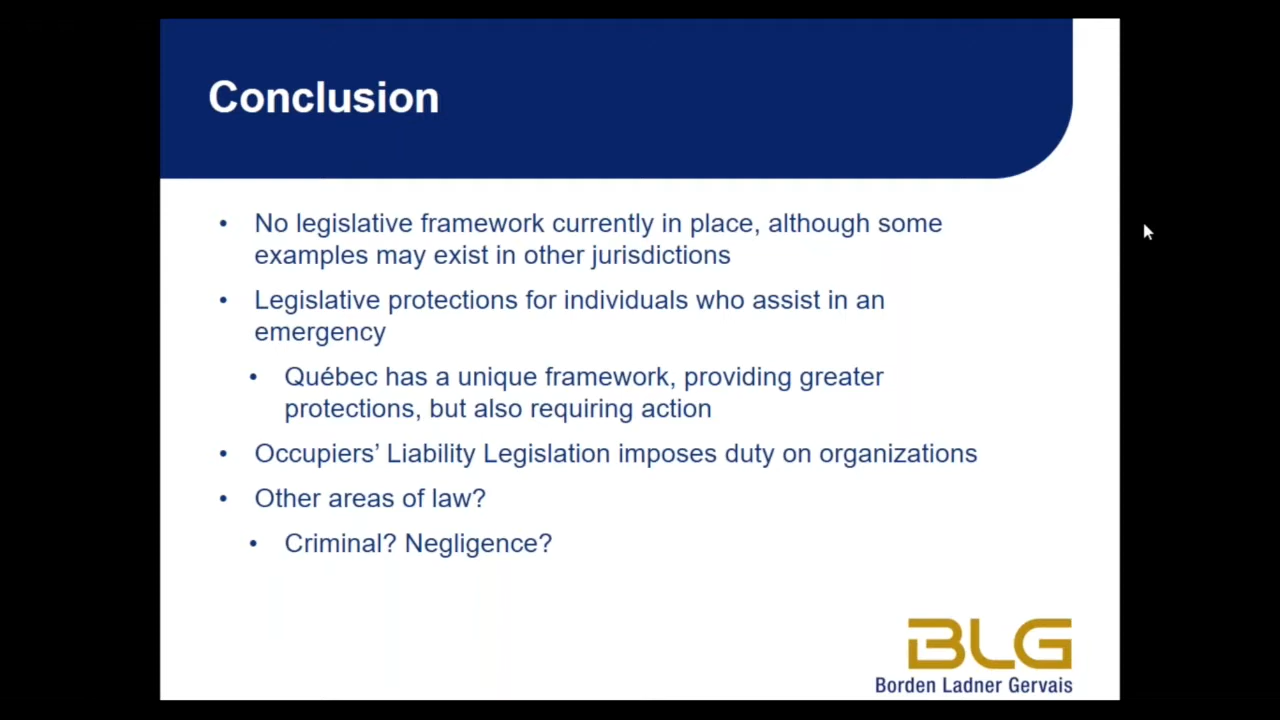 Conclusion
• No legislative framework currently in place, although some
examples may exist in other jurisdictions
• Legislative protections for individuals who assist in an
emergency
• Québec has a unique framework, providing greater
protections, but also requiring action
• Occupiers’ Liability Legislation imposes duty on organizations
• Other areas of law?
• Criminal? Negligence?
BLG
Borden Ladner Gervais